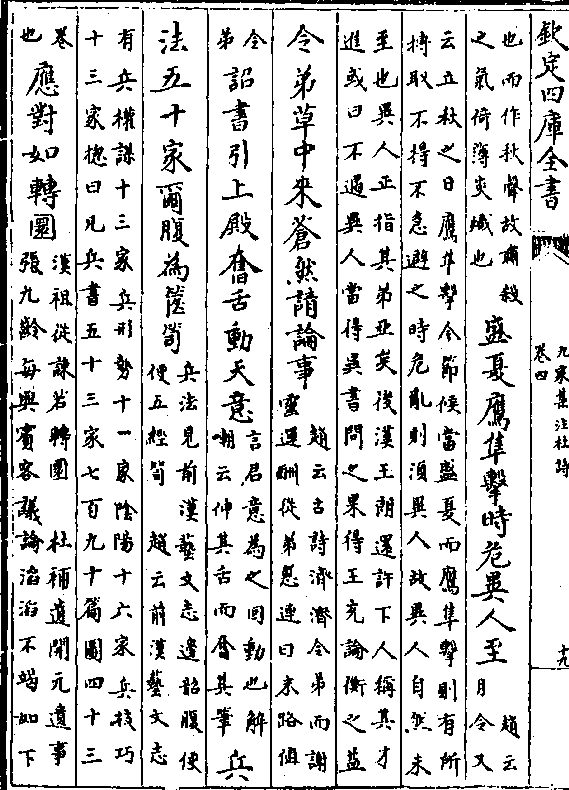 欽定四庫全書
九家集注杜詩
卷四
十九
也而作秋聲故肅殺
之氣倚薄炎熾也
盛夏鷹隼擊時危異人至
趙云
月令又
云立秋之日鷹隼擊今節候當盛夏而鷹隼擊則有所
摶取不得不急避之時危亂則須異人故異人自然未
至也異人正指其弟亞矣後漢王朗還許下人稱其才
進或曰不遇異人當得異書問之果得王充論衡之益
令弟草中來蒼然請論事
趙云古詩濟濟令弟而謝
靈運酬從弟惠連曰末路值
令
弟
詔書引上殿奮舌動天意
言君意為之回動也解
嘲云伸其舌而奮其筆
兵
法五十家爾腹為篋笥
兵法見前漢藝文志邊韶腹便
便五經笥 趙云前漢藝文志
有兵權謀十三家兵形勢十一家陰陽十六家兵技巧
十三家摠曰凡兵書五十三家七百九十篇圖四十三
卷
也
應對如轉圜
漢祖從諫若轉圜 杜補遺開元遺事
張九齡每與賓客議論滔滔不竭如下